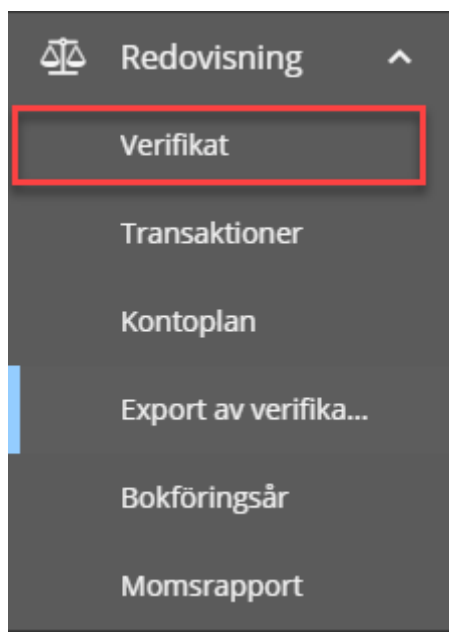 Redovisning
Verifikat
Transaktioner
Kontoplan
Export av verifika...
Bokföringsår
Momsrapport